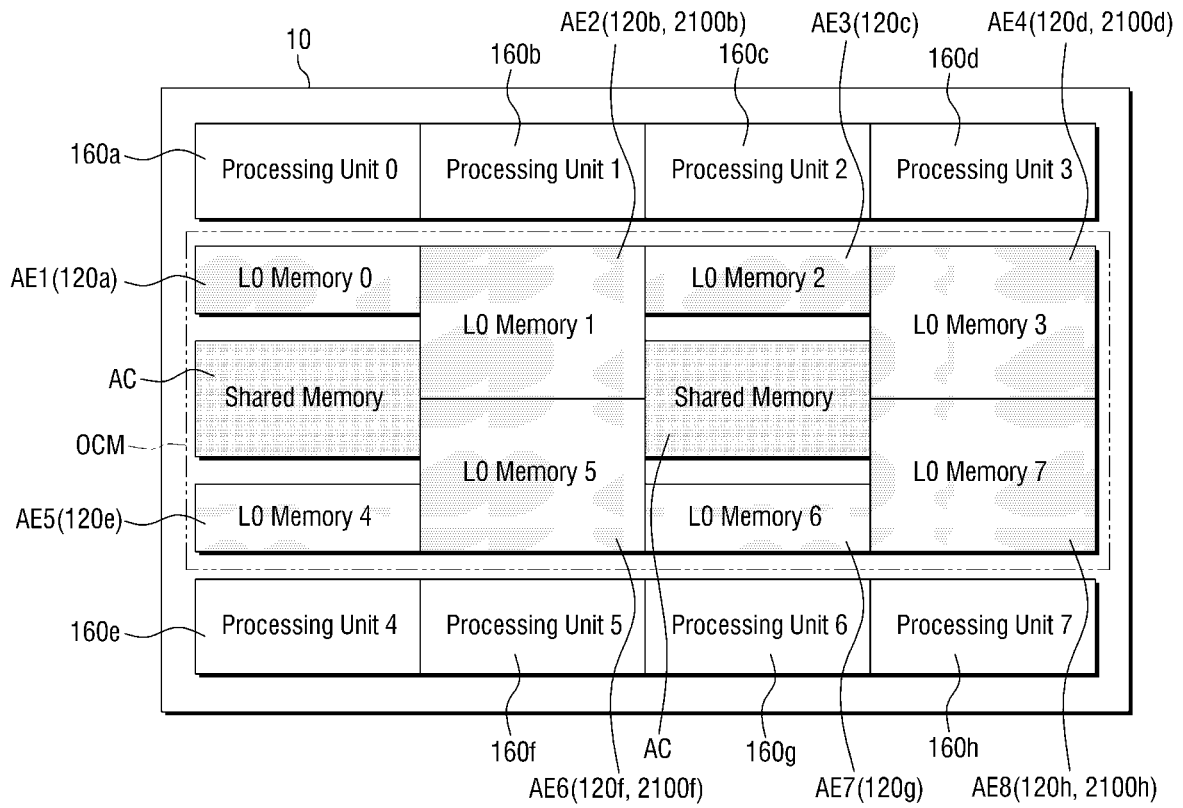 AE2(120b, 2100b) AE3(120c) AE4(120d, 2100d)
10 160b 160c 160d
160a Processing Unit 0 Processing Unit 1 Processing Unit 2 Processing Unit 3
AE1(120a) L0 Memory 0 L0 Memory 2
L0 Memory 1 L0 Memory 3
AC Shared Memory Shared Memory
OCM
L0 Memory 5 L0 Memory 7
AE5(120e) L0 Memory 4 L0 Memory 6
160e Processing Unit 4 Processing Unit 5 Processing Unit 6 Processing Unit 7
160f AC 160g 160h
AE6(120f, 2100f) AE7(120g) AE8(120h, 2100h)